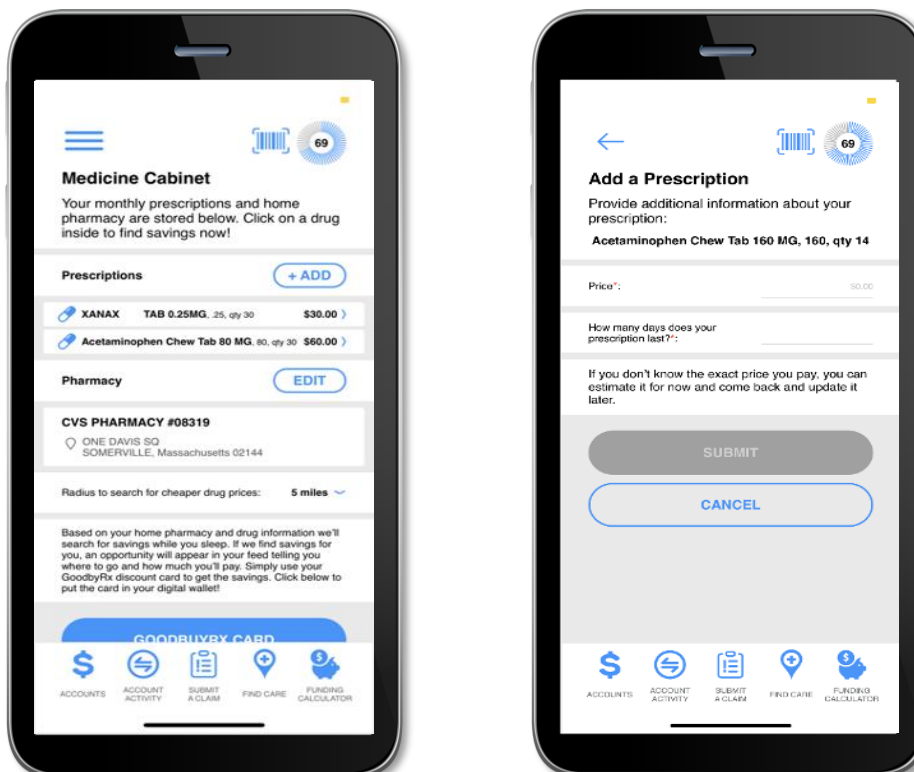 69
Medicine Cabinet
Your monthly prescriptions and home
pharmacy are stored below. Click on a drug
inside to find savings now!
Prescriptions + ADD
XANAX TAB 0.25MG, .25, qty 30 $30.00
Acetaminophen Chew Tab 80 MG, 80, qty 30 $60.00
Pharmacy EDIT
CVS PHARMACY #08319
ONE DAVIS SQ
SOMERVILLE, Massachusetts 02144
Radius to search for cheaper drug prices: 5 miles
Based on your home pharmacy and drug information we'll
search for savings while you sleep. If we find savings for
you, an opportunity will appear in your feed telling you
where to go and how much you'll pay. Simply use your
GoodbyRx discount card to get the savings. Click below to
put the card in your digital wallet!
GOODBUYRX CARD
$ $
ACCOUNTS ACCOUNT SUBMIT FIND CARE FUNDING
ACTIVITY A CLAIM CALCULATOR
69
Add a Prescription
Provide additional information about your
prescription:
Acetaminophen Chew Tab 160 MG, 160, qty 14
Price*: $0.00
How many days does your
prescription last?*:
If you don't know the exact price you pay, you can
estimate it for now and come back and update it
later.
SUBMIT
CANCEL
$ $
ACCOUNTS ACCOUNT SUBMIT FIND CARE FUNDING
ACTIVITY A CLAIM CALCULATOR